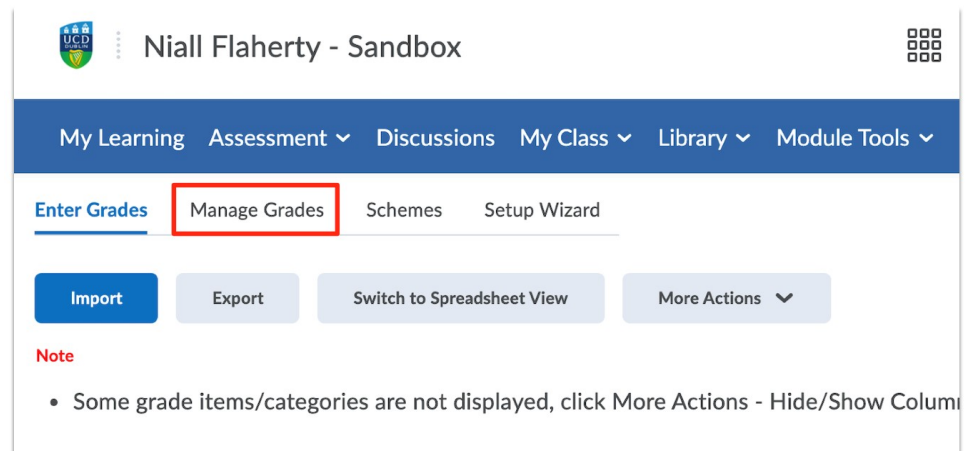 UCD
DUBLIN
Niall Flaherty - Sandbox
My Learning Assessment Discussions My Class Library Module Tools
Enter Grades Manage Grades Schemes Setup Wizard
Import Export Switch to Spreadsheet View More Actions
Note
• Some grade items/categories are not displayed, click More Actions - Hide/Show